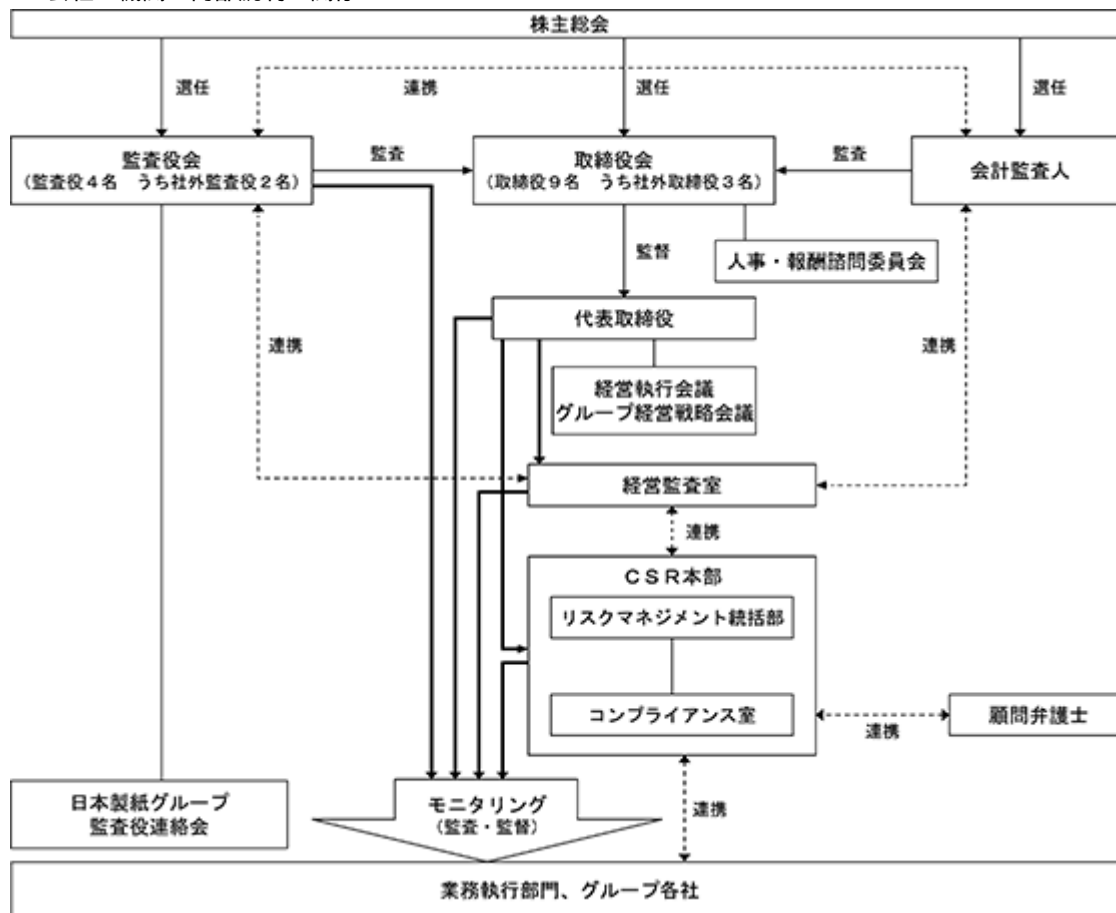 株主総会
選任
連携
選任
選任
監査役会
(監査役4名 うち社外監査役2名)
監査
取締役会
(取締役9名 うち社外取締役3名)
監査
会計監査人
監督
人事・報酬諮問委員会
代表取締役
連携
連携
経営執行会議
グループ経営戦略会議
経営監査室
連携
CSR本部
リスクマネジメント統括部
コンプライアンス室
連携
顧問弁護士
日本製紙グループ
監査役連絡会
モニタリング
(監査・監督)
連携
業務執行部門、グループ各社